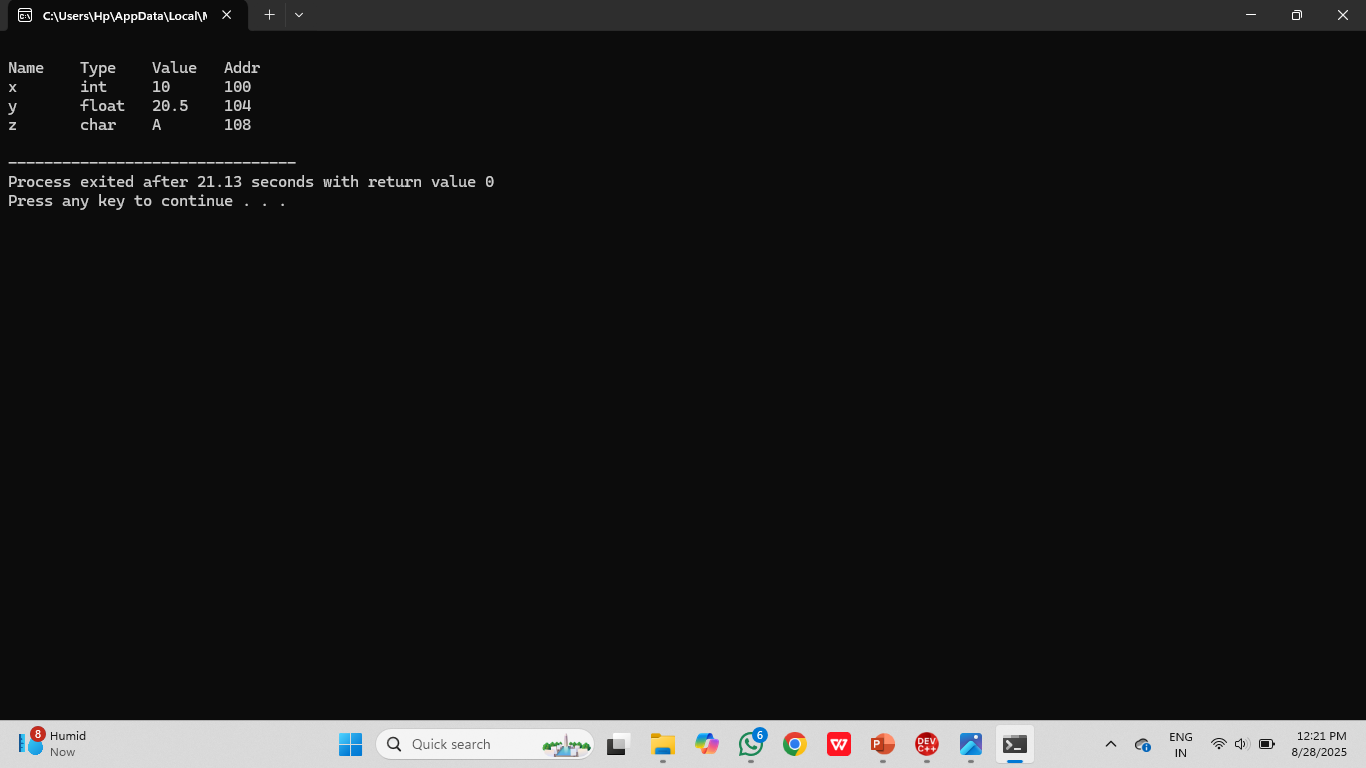 C:\Users\Hp\AppData\Local\M
Name    Type    Value   Addr
x       int     10      100
y       float   20.5    104
z       char    A       108
--------------------------------
Process exited after 21.13 seconds with return value 0
Press any key to continue . . .
8
Humid
Now
Quick search
6
W
P
DEV
C++
ENG
IN
12:21 PM
8/28/2025